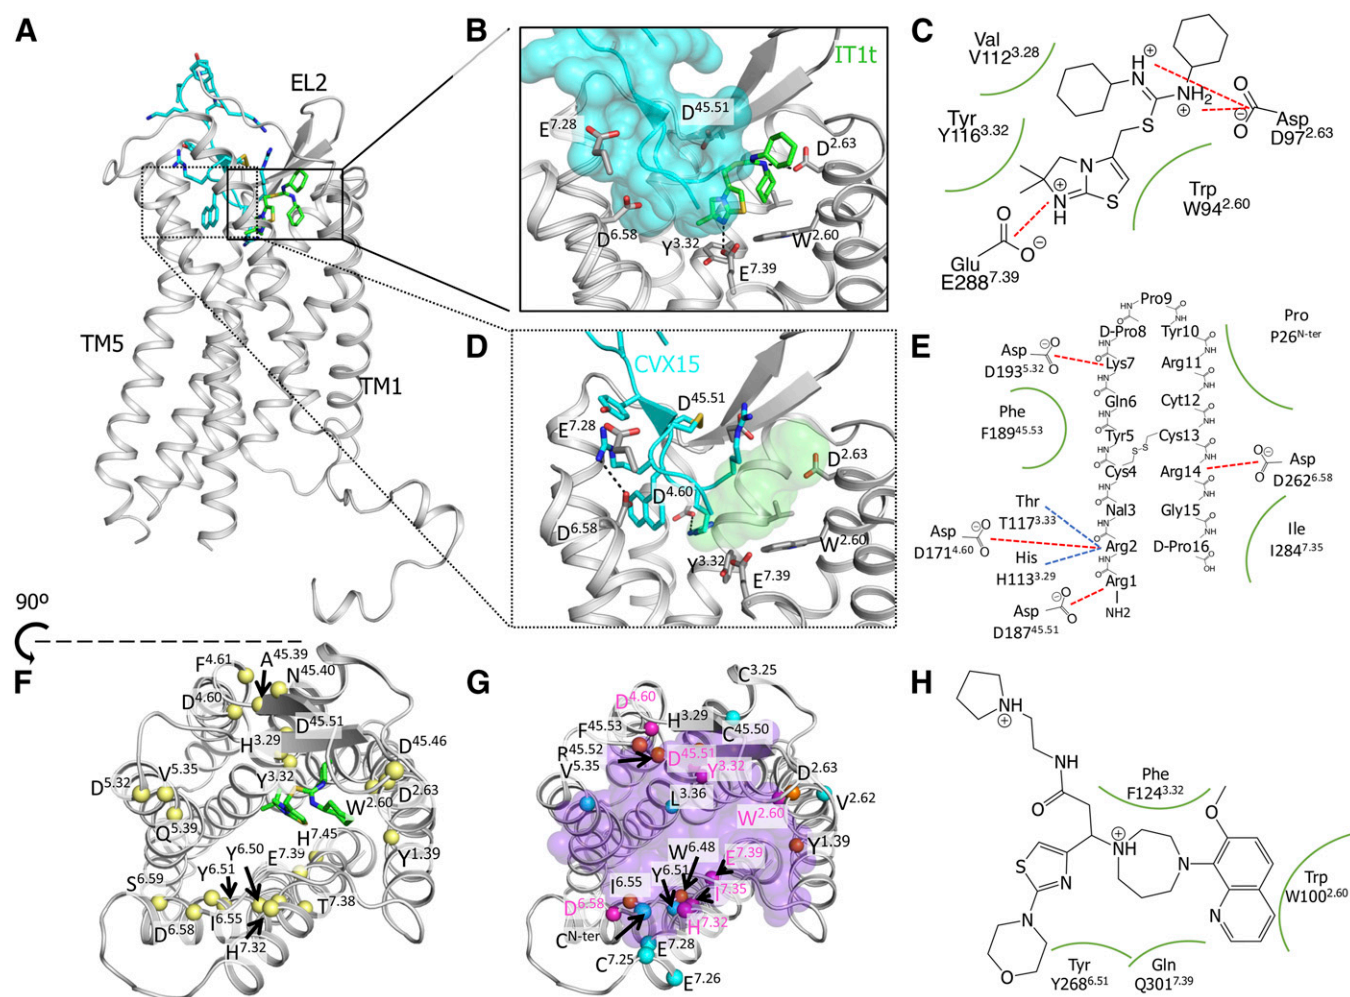 A
EL2
TM5
TM1
B
IT1t
D45.51
E7.28
D2.63
D6.58
Y3.32
W2.60
E7.39
C
Val
V1123.28
Tyr
Y1163.32
H
N
NH2
S
Asp
D972.63
N
S
NH
Trp
W942.60
O
O
Glu
E2887.39
D
CVX15
D45.51
E7.28
D2.63
D4.60
D6.58
W2.60
Y3.32
E7.39
E
Pro9
D-Pro8
Tyr10
Pro
P26N-ter
Asp
D1935.32
Lys7
Arg11
Gln6
Cyt12
Phe
F18945.53
Tyr5
Cys13
S-S
Cys4
Arg14
Asp
D2626.58
Thr
T1173.33
Nal3
Gly15
Asp
D1714.60
Arg2
D-Pro16
Ile
I2847.35
His
H1133.29
Arg1
Asp
D18745.51
NH2
OH
90º
F
F4.61
A45.39
N45.40
D4.60
D45.51
H3.29
D45.46
D5.32
V5.35
Y3.32
W2.60
D2.63
Q5.39
H7.45
Y6.50
E7.39
Y1.39
S6.59
Y6.51
T7.38
D6.58
I6.55
H7.32
G
C3.25
D4.60
H3.29
F45.53
C45.50
R45.52
D45.51
V5.35
Y3.32
D2.63
L3.36
V2.62
W2.60
W6.48
Y1.39
Y6.51
E7.39
I6.55
I7.35
D6.58
H7.32
CN-ter
E7.28
C7.25
E7.26
H
NH
NH
O
Phe
F1243.32
O
S
N
HN
N
N
N
O
Trp
W1002.60
Tyr
Y2686.51
Gln
Q3017.39